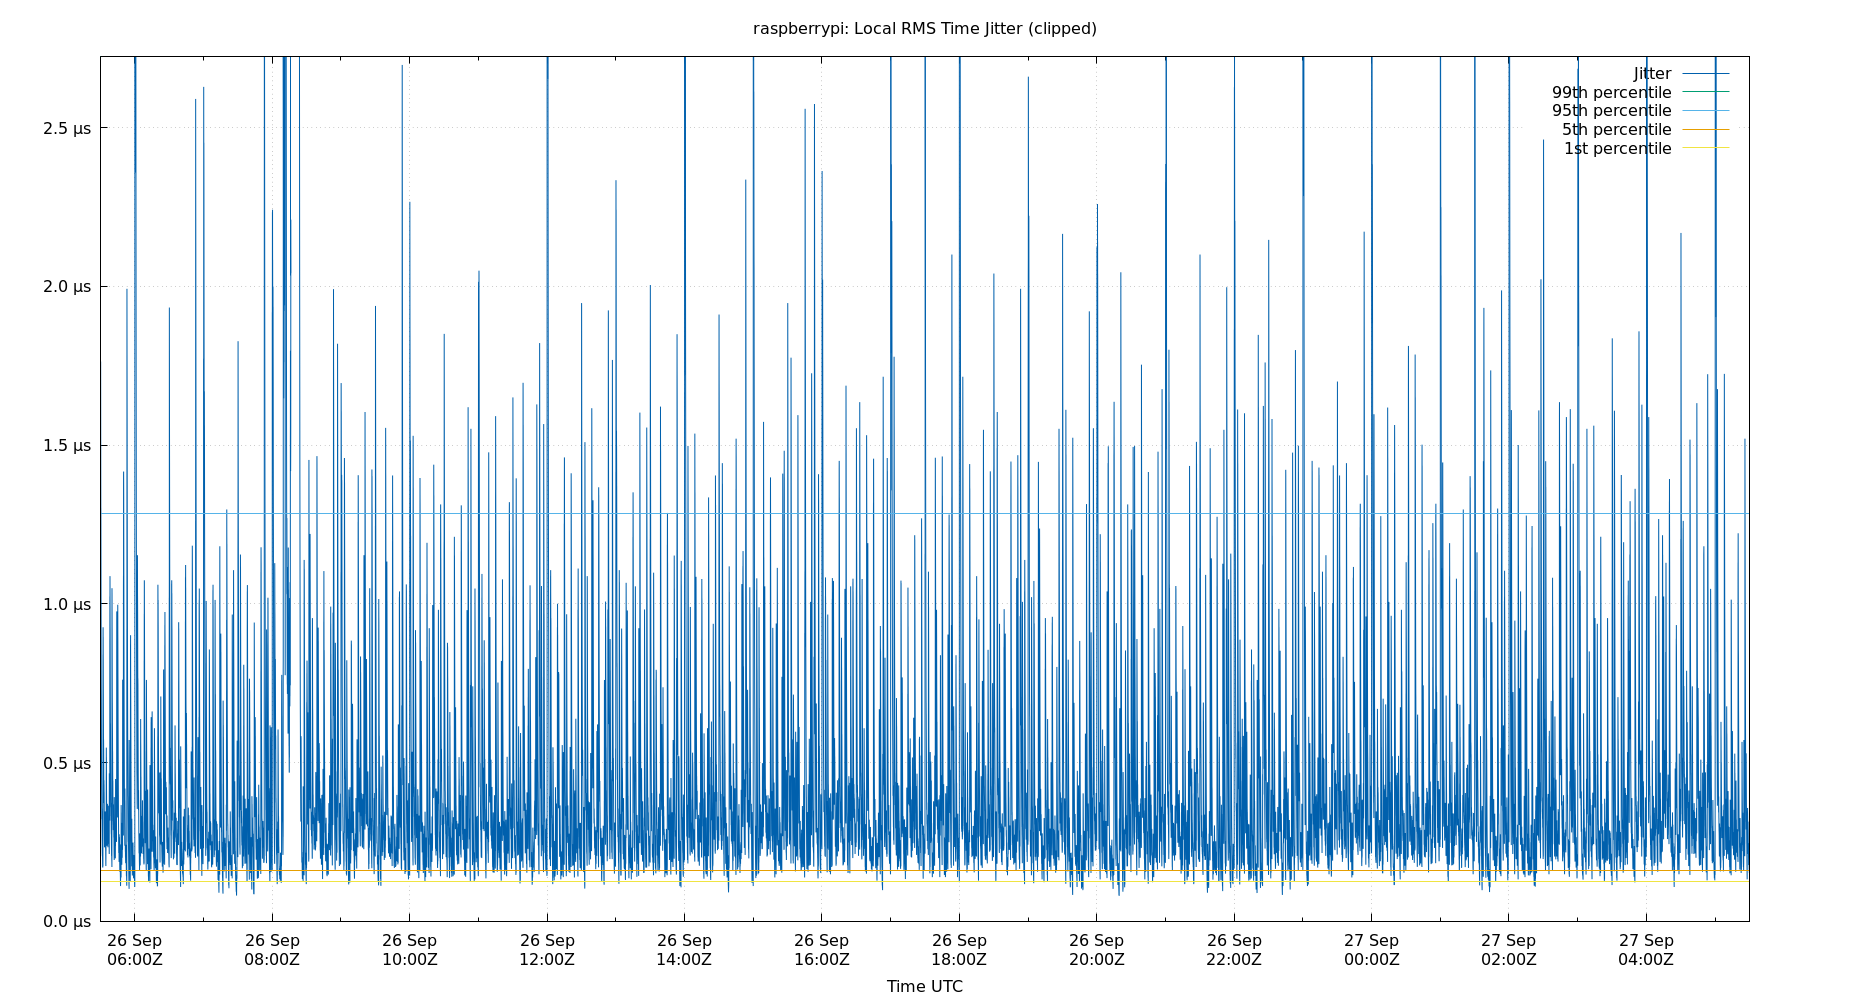 raspberrypi: Local RMS Time Jitter (clipped)
Jitter
99th percentile
95th percentile
5th percentile
1st percentile
2.5 μs
2.0 μs
1.5 μs
1.0 μs
0.5 μs
0.0 μs
26 Sep 26 Sep 26 Sep 26 Sep 26 Sep 26 Sep 26 Sep 26 Sep 26 Sep 27 Sep 27 Sep 27 Sep
06:00Z 08:00Z 10:00Z 12:00Z 14:00Z 16:00Z 18:00Z 20:00Z 22:00Z 00:00Z 02:00Z 04:00Z
Time UTC